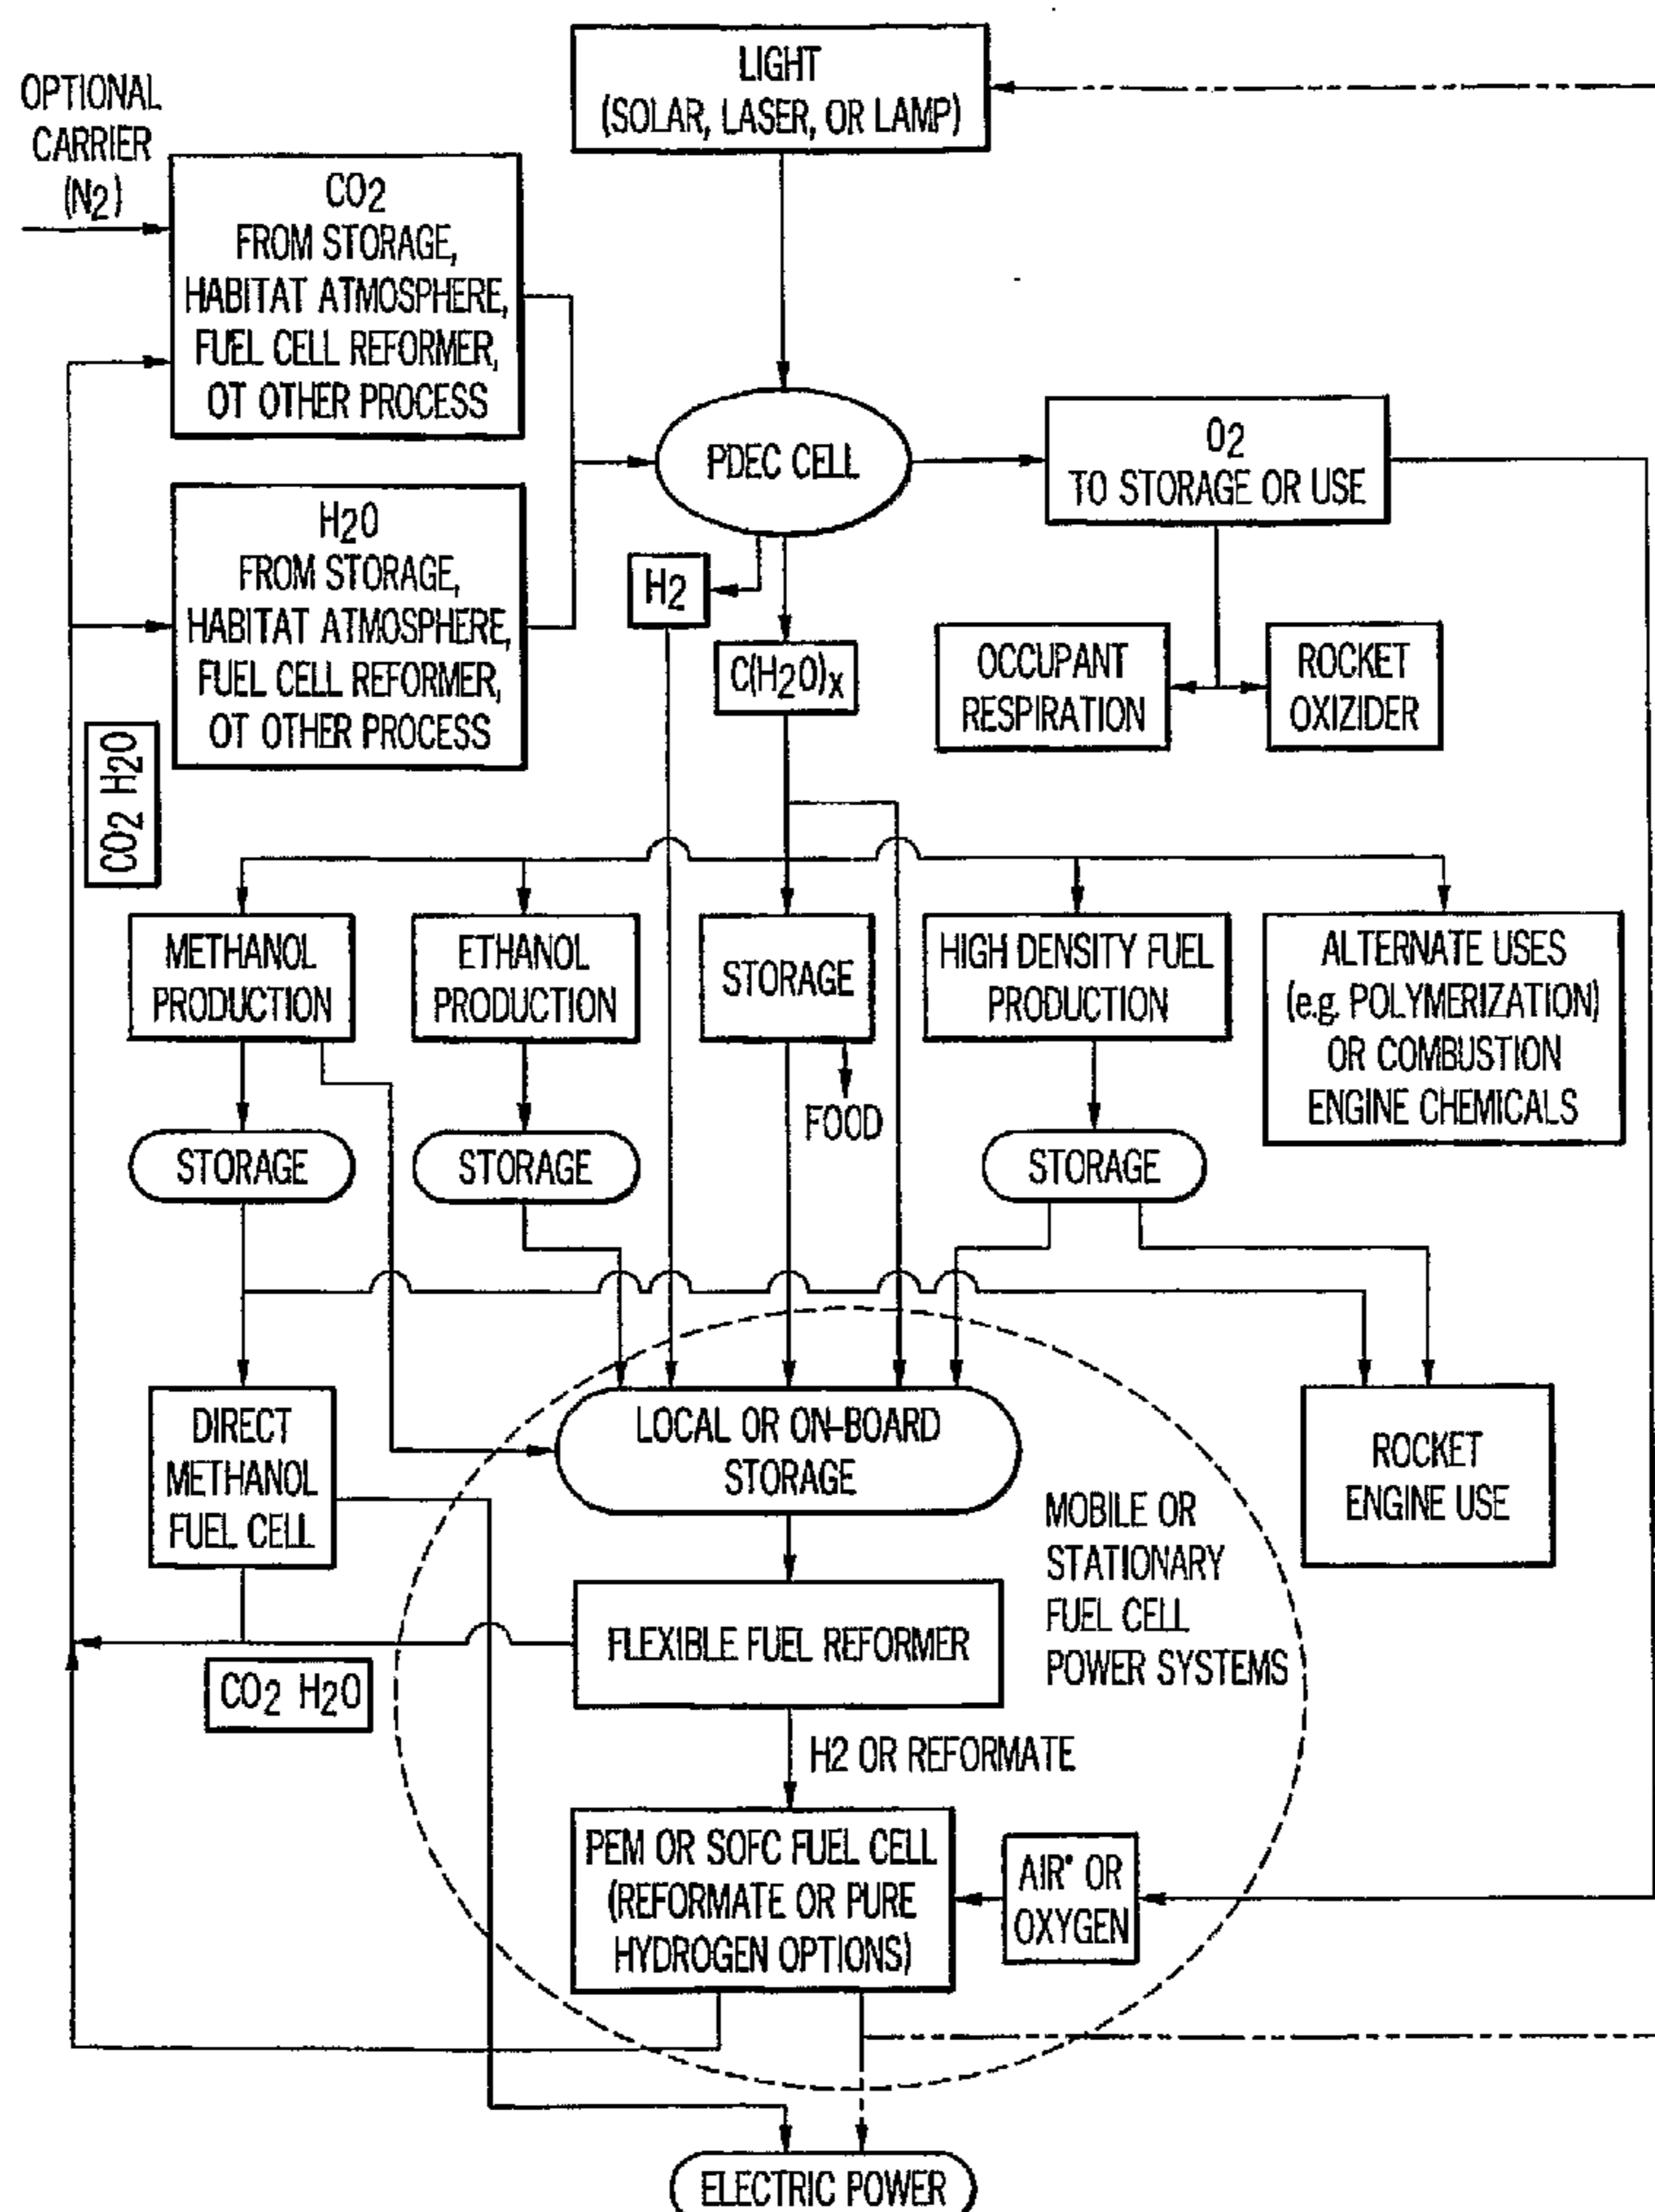 LIGHT
(SOLAR, LASER, OR LAMP)
OPTIONAL
CARRIER
(N2)
CO2
FROM STORAGE,
HABITAT ATMOSPHERE,
FUEL CELL REFORMER,
OT OTHER PROCESS
PDEC CELL
O2
TO STORAGE OR USE
H2O
FROM STORAGE,
HABITAT ATMOSPHERE,
FUEL CELL REFORMER,
OT OTHER PROCESS
H2
C(H2O)x
OCCUPANT
RESPIRATION
ROCKET
OXIZIDER
CO2 H2O
METHANOL
PRODUCTION
ETHANOL
PRODUCTION
STORAGE
HIGH DENSITY FUEL
PRODUCTION
ALTERNATE USES
(e.g. POLYMERIZATION)
OR COMBUSTION
ENGINE CHEMICALS
FOOD
STORAGE
STORAGE
STORAGE
DIRECT
METHANOL
FUEL CELL
LOCAL OR ON-BOARD
STORAGE
ROCKET
ENGINE USE
MOBILE OR
STATIONARY
FUEL CELL
POWER SYSTEMS
FLEXIBLE FUEL REFORMER
CO2 H2O
H2 OR REFORMATE
PEM OR SOFC FUEL CELL
(REFORMATE OR PURE
HYDROGEN OPTIONS)
AIR* OR
OXYGEN
ELECTRIC POWER